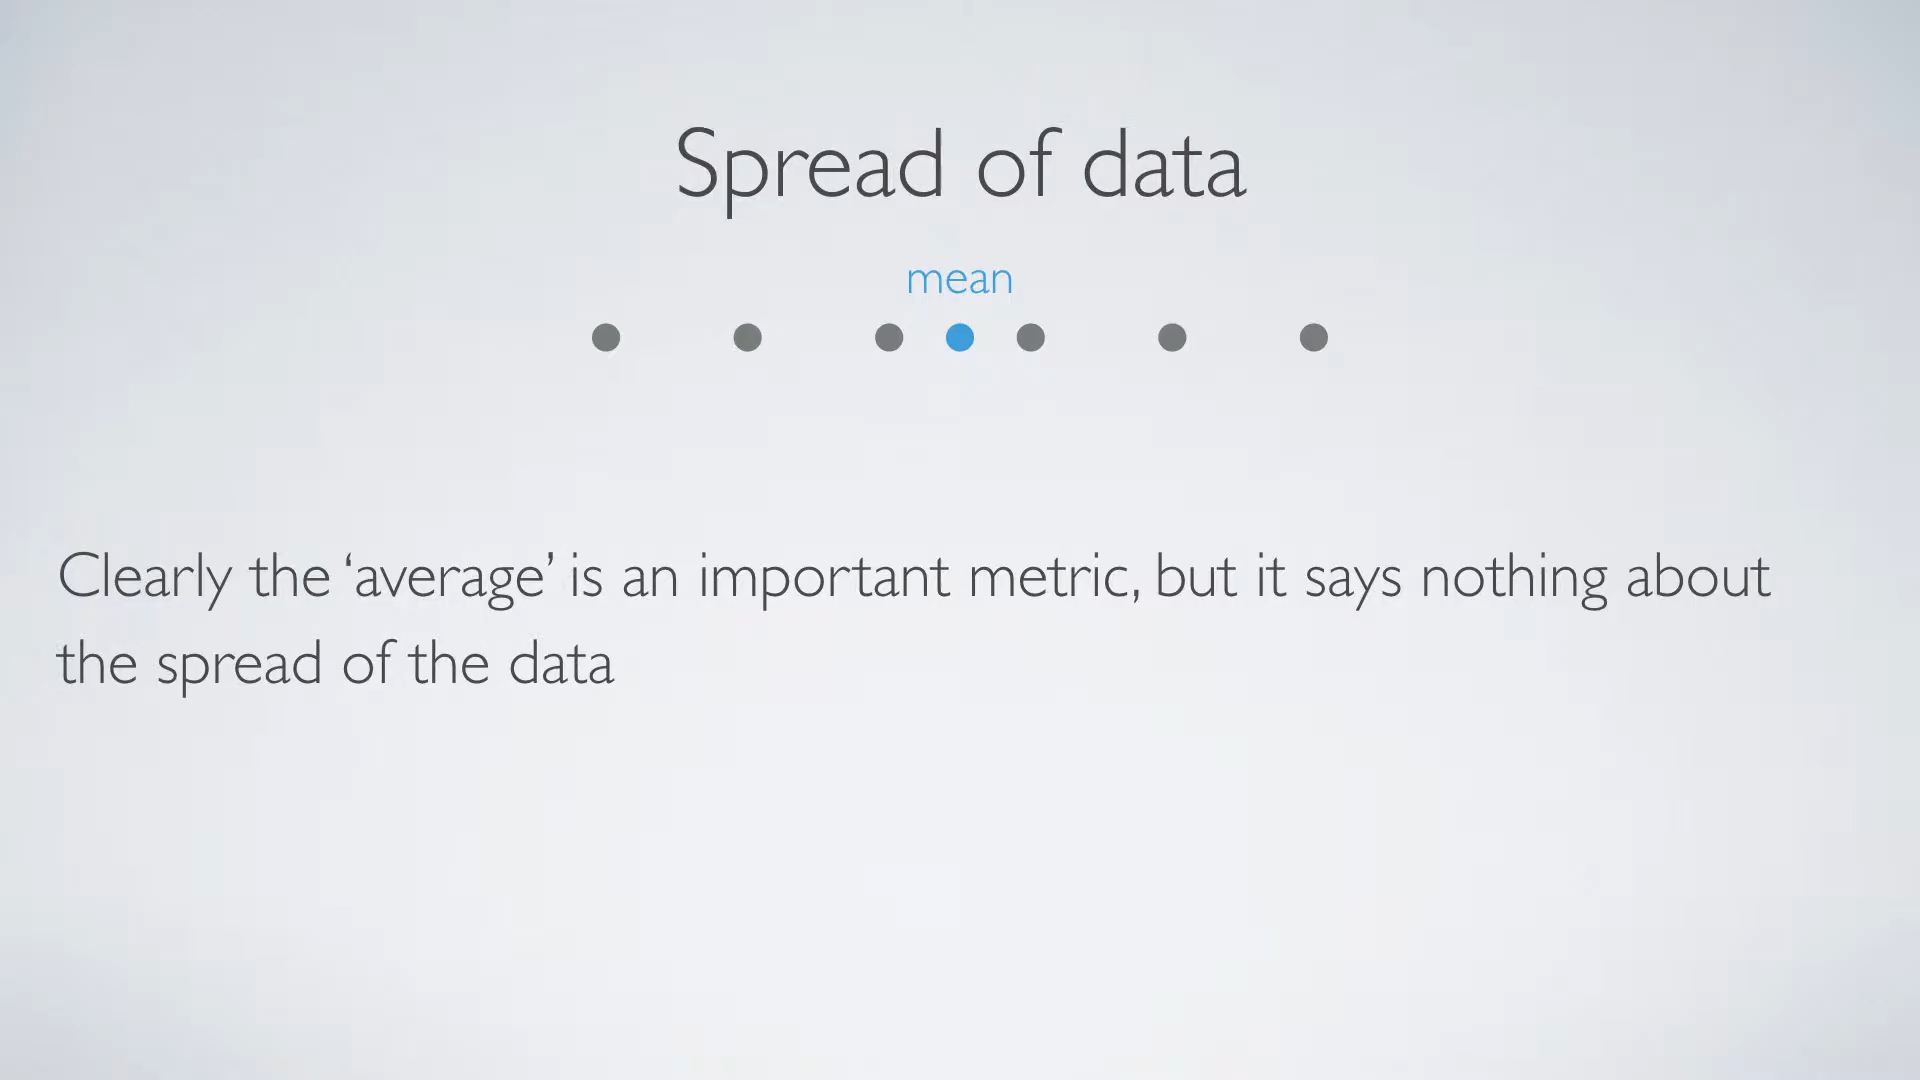 Spread of data
mean
Clearly the ‘average’ is an important metric, but it says nothing about
the spread of the data